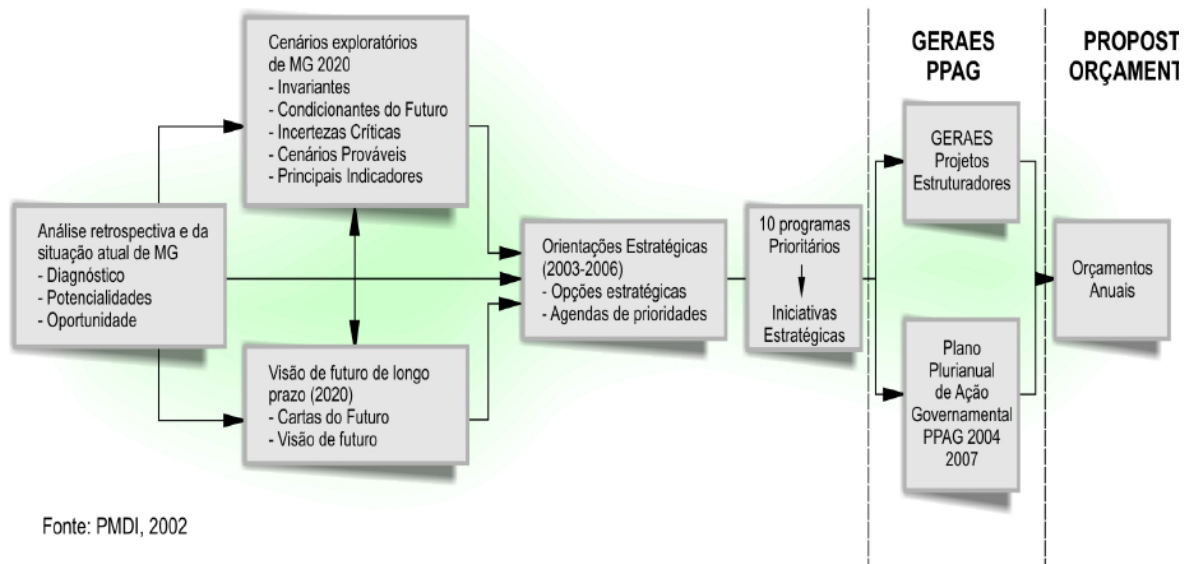 Cenários exploratórios
de MG 2020
- Invariantes
- Condicionantes do Futuro
- Incertezas Críticas
- Cenários Prováveis
- Principais Indicadores
GERAES
PPAG
PROPOST
ORÇAMENT
GERAES
Projetos
Estruturadores
Análise retrospectiva e da
situação atual de MG
- Diagnóstico
- Potencialidades
- Oportunidade
Orientações Estratégicas
(2003-2006)
- Opções estratégicas
- Agendas de prioridades
10 programas
Prioritários
Iniciativas
Estratégicas
Orçamentos
Anuais
Visão de futuro de longo
prazo (2020)
- Cartas do Futuro
- Visão de futuro
Plano
Plurianual
de Ação
Governamental
PPAG 2004
2007
Fonte: PMDI, 2002